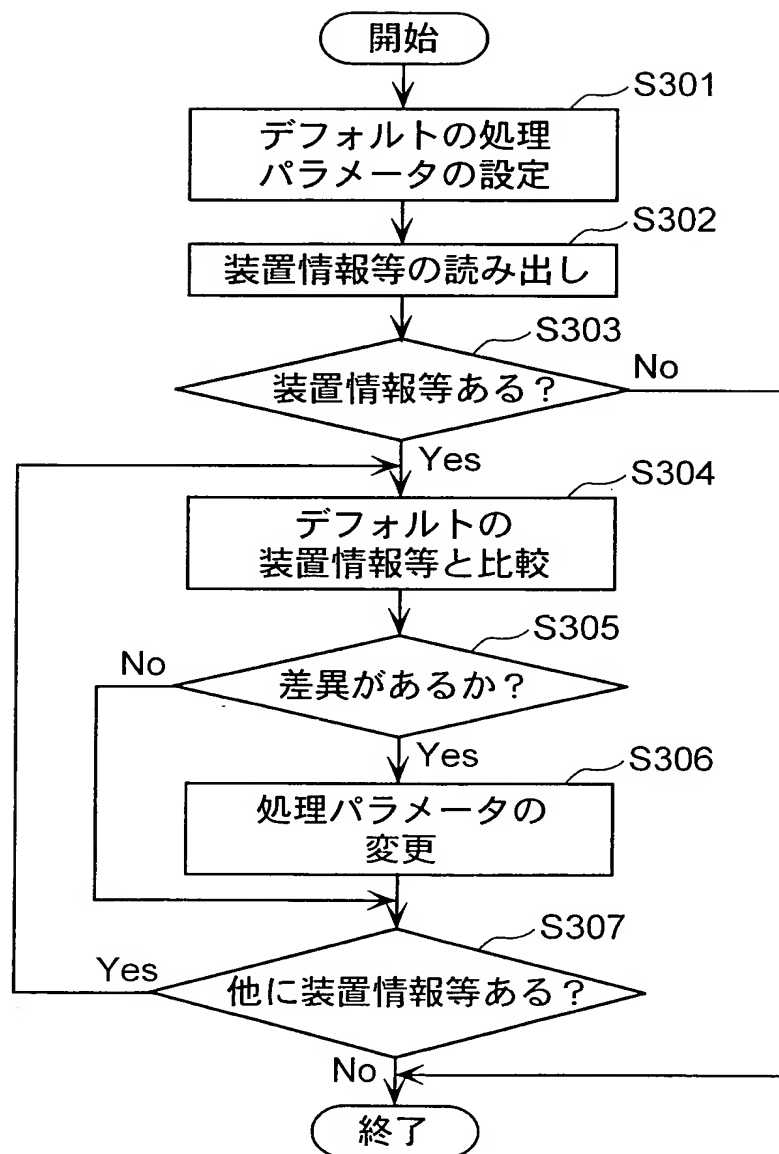 開始
S301
デフォルトの処理
パラメータの設定
S302
装置情報等の読み出し
S303
装置情報等ある？
No
Yes
S304
デフォルトの
装置情報等と比較
S305
No
差異があるか？
Yes
S306
処理パラメータの
変更
S307
Yes
他に装置情報等ある？
No
終了